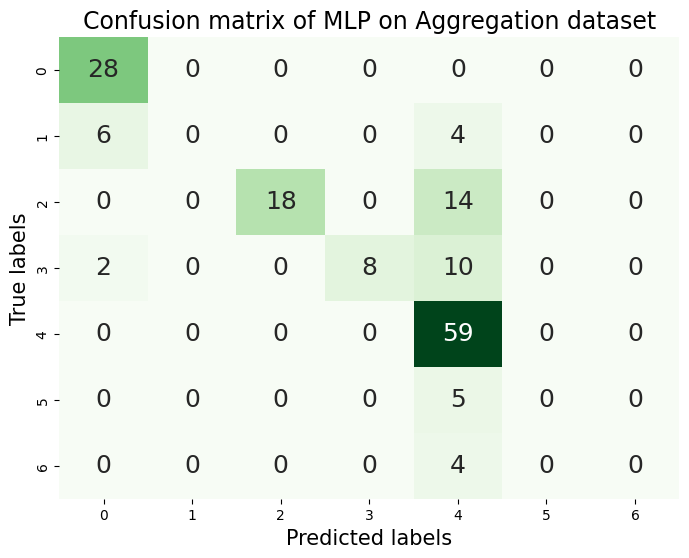 Confusion matrix of MLP on Aggregation dataset
True labels
0 28 0 0 0 0 0 0
1 6 0 0 0 4 0 0
2 0 0 18 0 14 0 0
3 2 0 0 8 10 0 0
4 0 0 0 0 59 0 0
5 0 0 0 0 5 0 0
6 0 0 0 0 4 0 0
0 1 2 3 4 5 6
Predicted labels